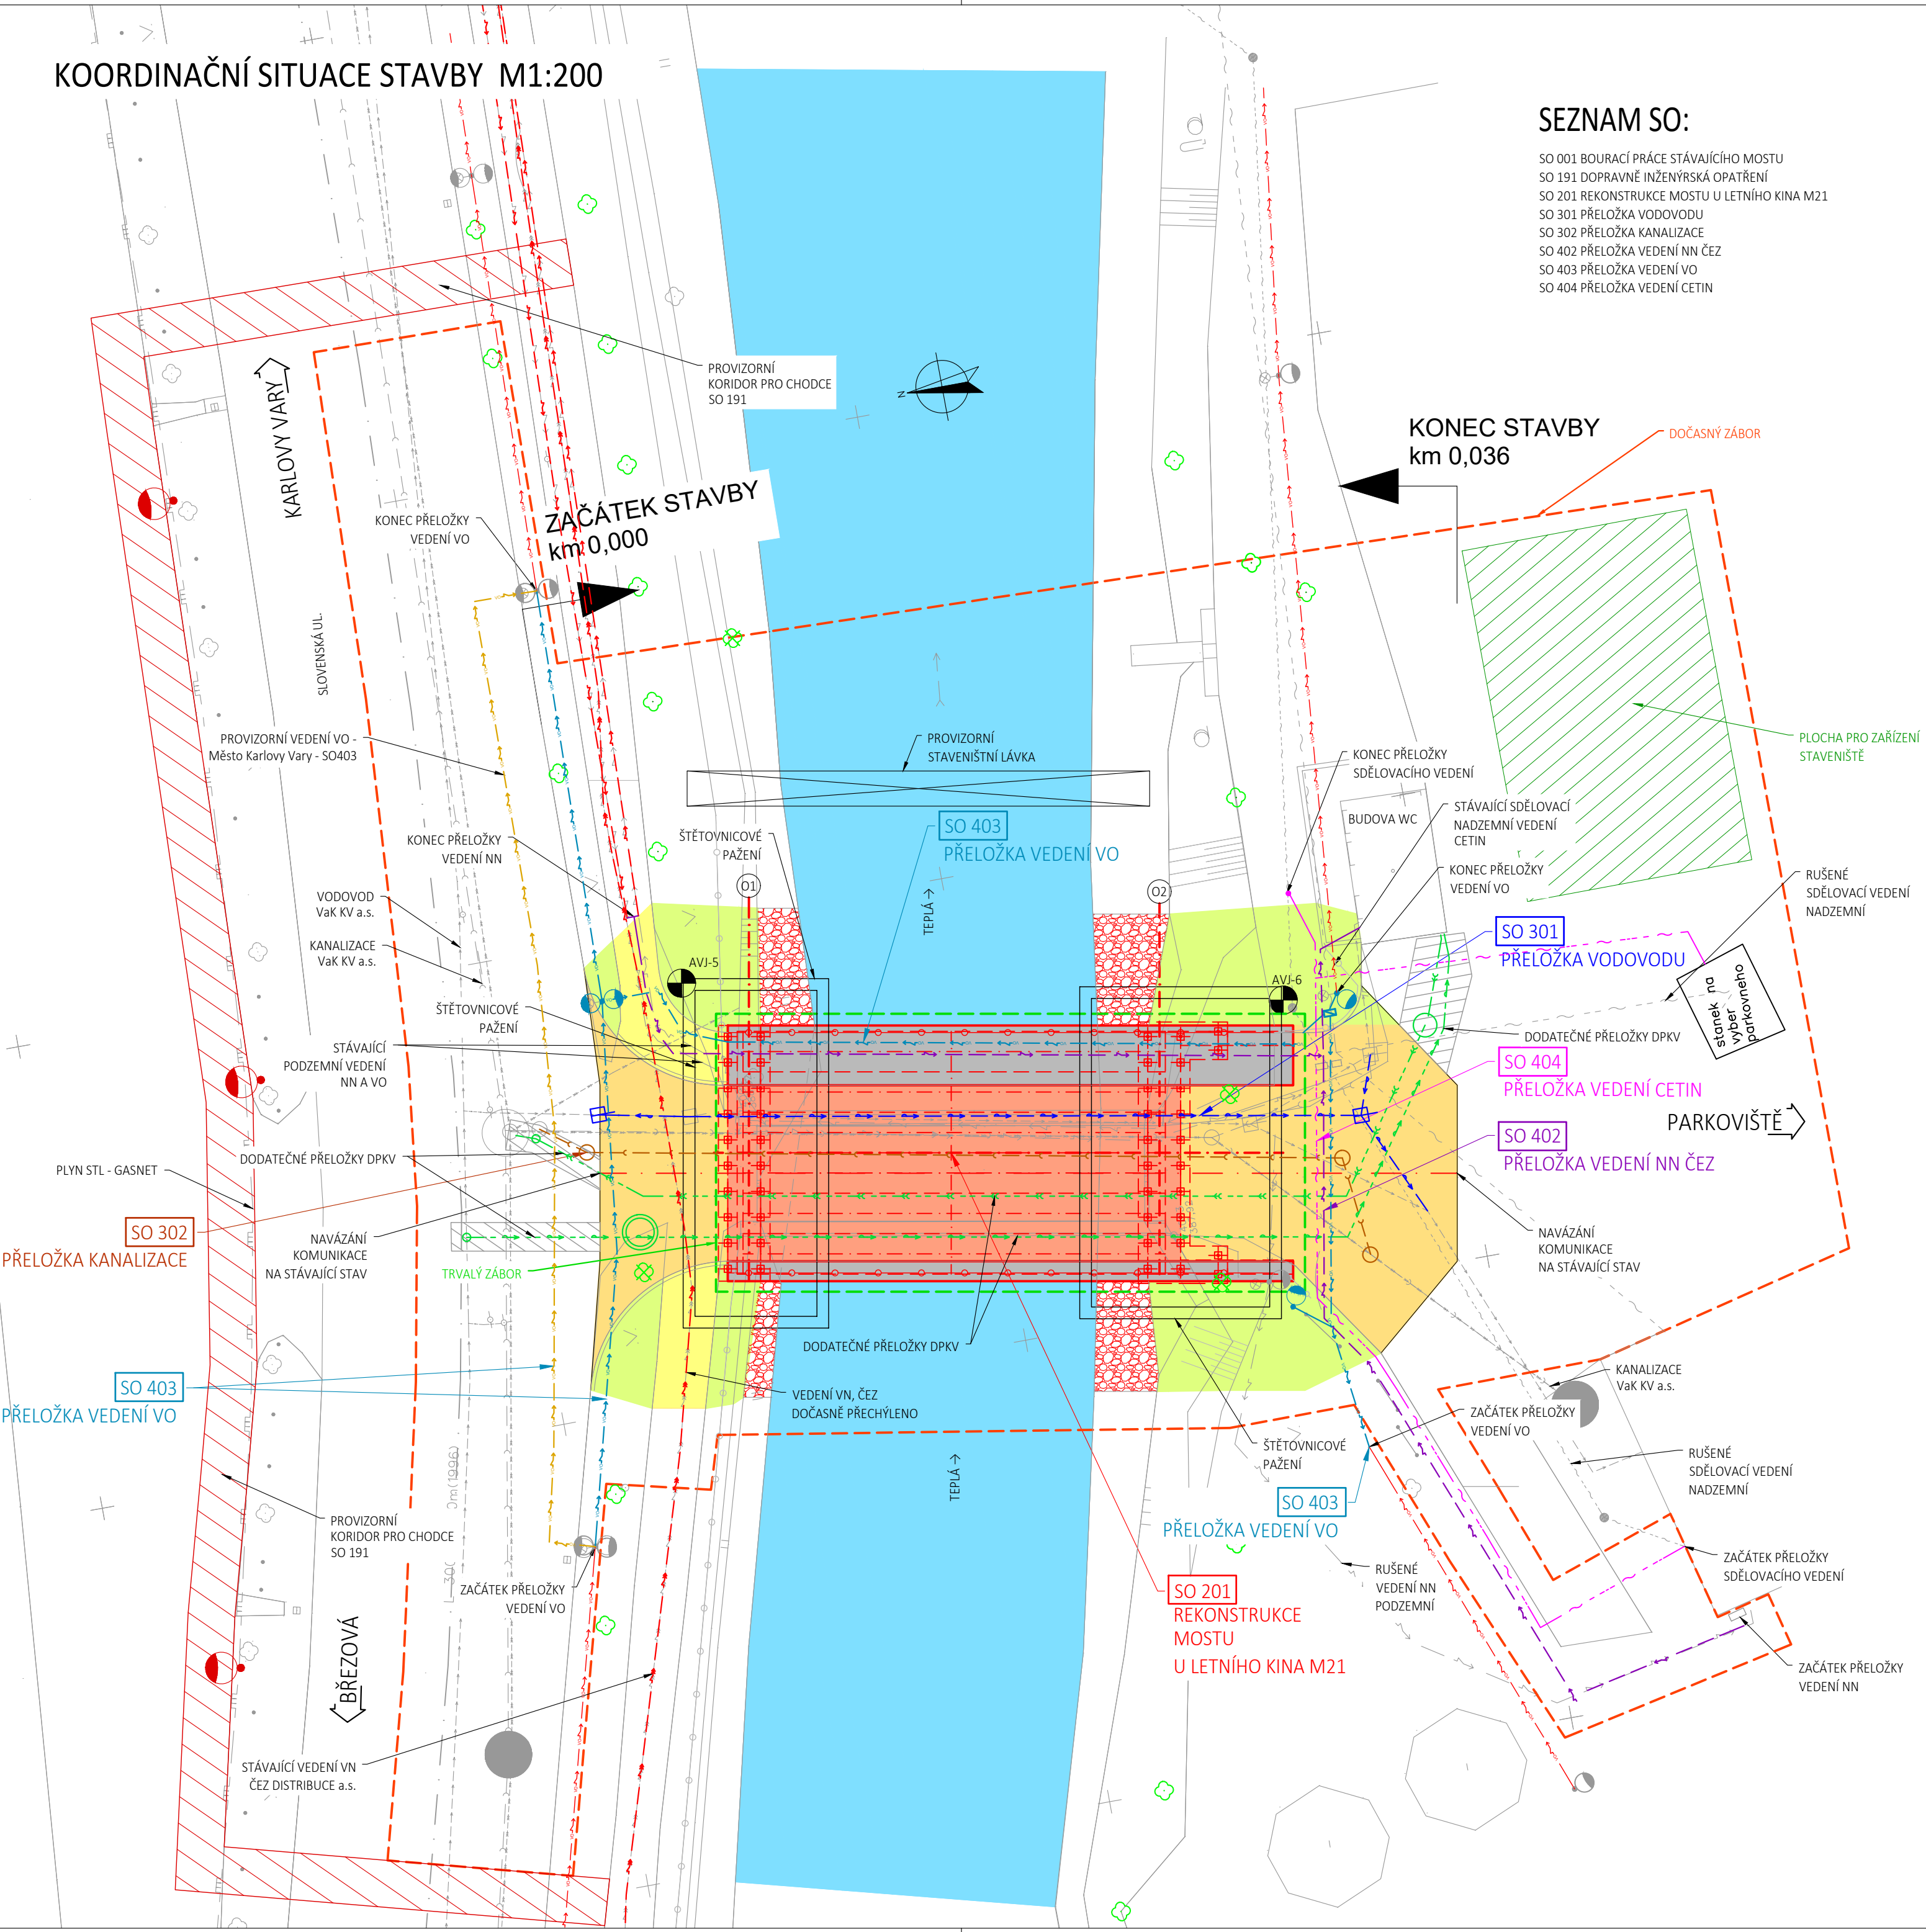 KOORDINAČNÍ SITUACE STAVBY M1:200
SEZNAM SO:
SO 001 BOURACÍ PRÁCE STÁVAJÍCÍHO MOSTU
SO 191 DOPRAVNĚ INŽENÝRSKÁ OPATŘENÍ
SO 201 REKONSTRUKCE MOSTU U LETNÍHO KINA M21
SO 301 PŘELOŽKA VODOVODU
SO 302 PŘELOŽKA KANALIZACE
SO 402 PŘELOŽKA VEDENÍ NN ČEZ
SO 403 PŘELOŽKA VEDENÍ VO
SO 404 PŘELOŽKA VEDENÍ CETIN
PROVIZORNÍ
KORIDOR PRO CHODCE
SO 191
N
KARLOVY VARY
KONEC STAVBY
km 0,036
DOČASNÝ ZÁBOR
ZAČÁTEK STAVBY
km 0,000
KONEC PŘELOŽKY
VEDENÍ VO
SLOVENSKÁ UL.
PROVIZORNÍ VEDENÍ VO -
Město Karlovy Vary - SO403
PROVIZORNÍ
STAVENIŠTNÍ LÁVKA
KONEC PŘELOŽKY
SDĚLOVACÍHO VEDENÍ
PLOCHA PRO ZAŘÍZENÍ
STAVENIŠTĚ
STÁVAJÍCÍ SDĚLOVACÍ
NADZEMNÍ VEDENÍ
CETIN
BUDOVA WC
SO 403
PŘELOŽKA VEDENÍ VO
ŠTĚTOVNICOVÉ
PAŽENÍ
KONEC PŘELOŽKY
VEDENÍ NN
KONEC PŘELOŽKY
VEDENÍ VO
RUŠENÉ
SDĚLOVACÍ VEDENÍ
NADZEMNÍ
O1
O2
VODOVOD
VaK KV a.s.
TEPLÁ →
SO 301
PŘELOŽKA VODOVODU
KANALIZACE
VaK KV a.s.
AVJ-5
AVJ-6
stanek na
vyber
parkovneho
ŠTĚTOVNICOVÉ
PAŽENÍ
DODATEČNÉ PŘELOŽKY DPKV
STÁVAJÍCÍ
PODZEMNÍ VEDENÍ
NN A VO
SO 404
PŘELOŽKA VEDENÍ CETIN
PARKOVIŠTĚ
SO 402
PŘELOŽKA VEDENÍ NN ČEZ
DODATEČNÉ PŘELOŽKY DPKV
PLYN STL - GASNET
SO 302
PŘELOŽKA KANALIZACE
NAVÁZÁNÍ
KOMUNIKACE
NA STÁVAJÍCÍ STAV
TRVALÝ ZÁBOR
NAVÁZÁNÍ
KOMUNIKACE
NA STÁVAJÍCÍ STAV
DODATEČNÉ PŘELOŽKY DPKV
SO 403
PŘELOŽKA VEDENÍ VO
VEDENÍ VN, ČEZ
DOČASNĚ PŘECHÝLENO
KANALIZACE
VaK KV a.s.
ZAČÁTEK PŘELOŽKY
VEDENÍ VO
ŠTĚTOVNICOVÉ
PAŽENÍ
RUŠENÉ
SDĚLOVACÍ VEDENÍ
NADZEMNÍ
TEPLÁ →
SO 403
PŘELOŽKA VEDENÍ VO
PROVIZORNÍ
KORIDOR PRO CHODCE
SO 191
ZAČÁTEK PŘELOŽKY
SDĚLOVACÍHO VEDENÍ
RUŠENÉ
VEDENÍ NN
PODZEMNÍ
ZAČÁTEK PŘELOŽKY
VEDENÍ VO
SO 201
REKONSTRUKCE
MOSTU
U LETNÍHO KINA M21
BŘEZOVÁ
ZAČÁTEK PŘELOŽKY
VEDENÍ NN
STÁVAJÍCÍ VEDENÍ VN
ČEZ DISTRIBUCE a.s.